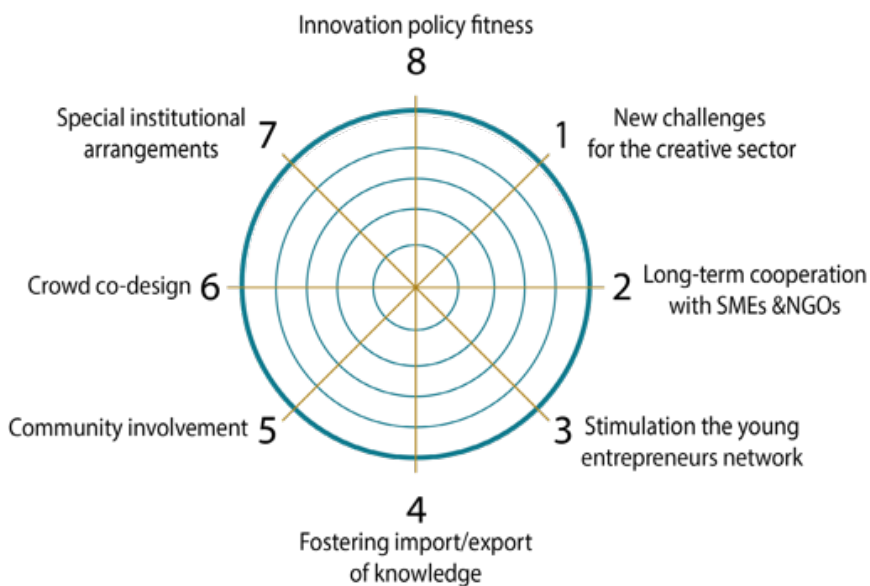 Innovation policy fitness
8
1
New challenges
for the creative sector
2
Long-term cooperation
with SMEs &NGOs
3
Stimulation the young
entrepreneurs network
4
Fostering import/export
of knowledge
5
Community involvement
6
Crowd co-design
7
Special institutional
arrangements